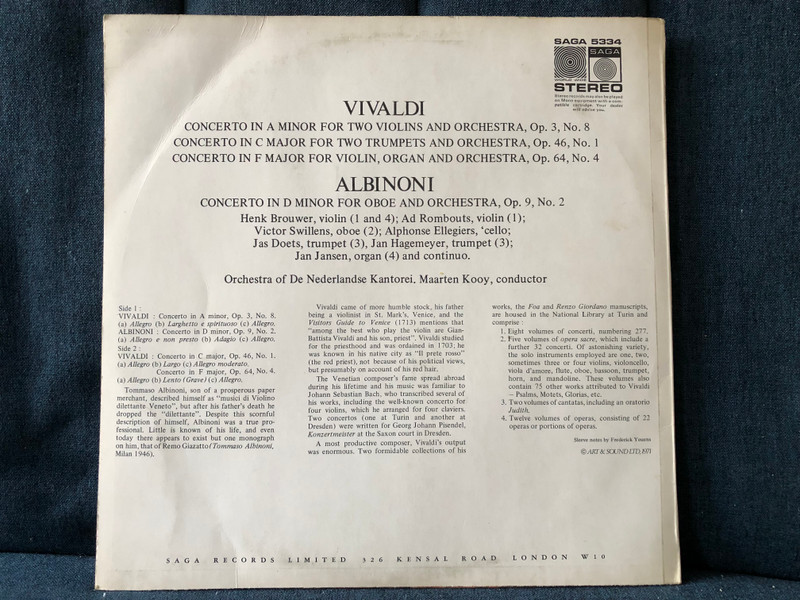 SAGA 5334
SAGA
STEREO
Stereo records may also be played
on Mono equipment with a com-
patible cartridge. Your dealer
will advise you.
VIVALDI
CONCERTO IN A MINOR FOR TWO VIOLINS AND ORCHESTRA, Op. 3, No. 8
CONCERTO IN C MAJOR FOR TWO TRUMPETS AND ORCHESTRA, Op. 46, No. 1
CONCERTO IN F MAJOR FOR VIOLIN, ORGAN AND ORCHESTRA, Op. 64, No. 4
ALBINONI
CONCERTO IN D MINOR FOR OBOE AND ORCHESTRA, Op. 9, No. 2
Henk Brouwer, violin (1 and 4); Ad Rombouts, violin (1);
Victor Swillens, oboe (2); Alphonse Ellegiers, ‘cello;
Jas Doets, trumpet (3), Jan Hagemeyer, trumpet (3);
Jan Jansen, organ (4) and continuo.
Orchestra of De Nederlandse Kantorei. Maarten Kooy, conductor
Side 1 :
VIVALDI : Concerto in A minor, Op. 3, No. 8.
(a) Allegro (b) Larghetto e spirituoso (c) Allegro.
ALBINONI : Concerto in D minor, Op. 9, No. 2.
(a) Allegro e non presto (b) Adagio (c) Allegro.
Side 2 :
VIVALDI : Concerto in C major, Op. 46, No. 1.
(a) Allegro (b) Largo (c) Allegro moderato.
Concerto in F major, Op. 64, No. 4.
(a) Allegro (b) Lento (Grave) (c) Allegro.
Tommaso Albinoni, son of a prosperous paper
merchant, described himself as “musici di Violino
dilettante Veneto”, but after his father's death he
dropped the “dilettante”. Despite this scornful
description of himself, Albinoni was a true pro-
fessional. Little is known of his life, and even
today there appears to exist but one monograph
on him, that of Remo Giazatto (Tommaso Albinoni,
Milan 1946).
Vivaldi came of more humble stock, his father
being a violinist in St. Mark's, Venice, and the
Visitors Guide to Venice (1713) mentions that
“among the best who play the violin are Gian-
Battista Vivaldi and his son, priest”. Vivaldi studied
for the priesthood and was ordained in 1703; he
was known in his native city as “Il prete rosso”
(the red priest), not because of his political views,
but presumably on account of his red hair.
The Venetian composer's fame spread abroad
during his lifetime and his music was familiar to
Johann Sebastian Bach, who transcribed several of
his works, including the well-known concerto for
four violins, which he arranged for four claviers.
Two concertos (one at Turin and another at
Dresden) were written for Georg Johann Pisendel,
Konzertmeister at the Saxon court in Dresden.
A most productive composer, Vivaldi's output
was enormous. Two formidable collections of his
works, the Foa and Renzo Giordano manuscripts,
are housed in the National Library at Turin and
comprise :
1. Eight volumes of concerti, numbering 277.
2. Five volumes of opera sacre, which include a
further 32 concerti. Of astonishing variety,
the solo instruments employed are one, two,
sometimes three or four violins, violoncello,
viola d'amore, flute, oboe, bassoon, trumpet,
horn, and mandoline. These volumes also
contain 75 other works attributed to Vivaldi
– Psalms, Motets, Glorias, etc.
3. Two volumes of cantatas, including an oratorio
Judith.
4. Twelve volumes of operas, consisting of 22
operas or portions of operas.
Sleeve notes by Frederick Youens
© ART & SOUND LTD, 1971
SAGA RECORDS LIMITED 326 KENSAL ROAD LONDON W10